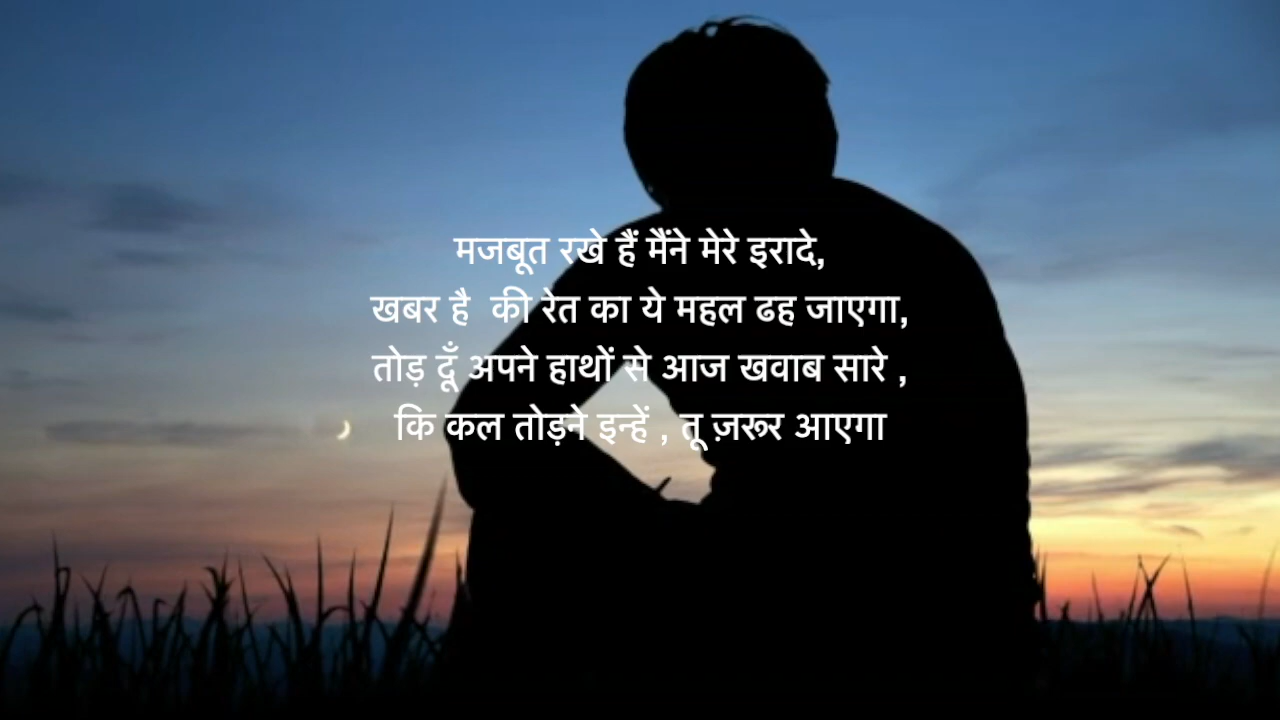 मजबूत रखे हैं मैंने मेरे इरादे,
खबर है  की रेत का ये महल ढह जाएगा,
तोड़ दूँ अपने हाथों से आज खवाब सारे ,
कि कल तोड़ने इन्हें , तू ज़रूर आएगा